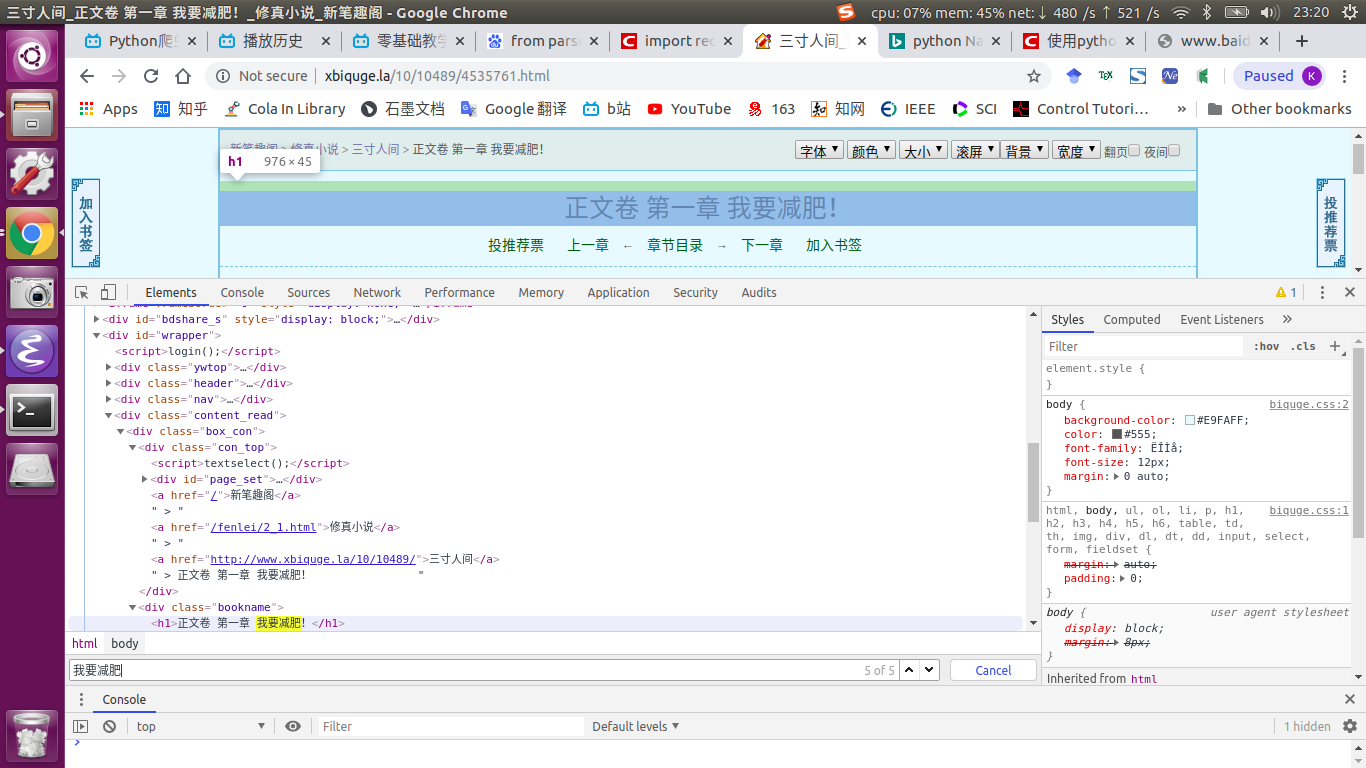 三寸人间_正文卷 第一章 我要减肥！_修真小说_新笔趣阁 - Google Chrome
cpu: 07% mem: 45% net:↓ 480 /s ↑ 521 /s 23:20
Python爬 播放历史 零基础教学 from parse import rec 三寸人间_ python Na 使用pytho www.baid
Not secure | xbiquge.la/10/10489/4535761.html Paused K
Apps 知乎 Cola In Library 石墨文档 Google 翻译 b站 YouTube 163 知网 IEEE SCI Control Tutori… » Other bookmarks
新笔趣阁 > 修真小说 > 三寸人间 > 正文卷 第一章 我要减肥！
字体 颜色 大小 滚屏 背景 宽度 翻页 夜间
h1 976×45
加入书签
正文卷 第一章 我要减肥！
投推荐票
投推荐票 上一章 ← 章节目录 → 下一章 加入书签
Elements Console Sources Network Performance Memory Application Security Audits 1
<div id="bdshare_s" style="display: block;">…</div>
<div id="wrapper">
<script>login();</script>
<div class="ywtop">…</div>
<div class="header">…</div>
<div class="nav">…</div>
<div class="content_read">
<div class="box_con">
<div class="con_top">
<script>textselect();</script>
<div id="page_set">…</div>
<a href="/">新笔趣阁</a>
" > "
<a href="/fenlei/2_1.html">修真小说</a>
" > "
<a href="http://www.xbiquge.la/10/10489/">三寸人间</a>
" > 正文卷 第一章 我要减肥！ "
</div>
<div class="bookname">
<h1>正文卷 第一章 我要减肥！</h1>
html body
我要减肥 5 of 5 Cancel
Styles Computed Event Listeners »
Filter :hov .cls +
element.style {
}
body { biquge.css:2
background-color: #E9FAFF;
color: #555;
font-family: ËÎÌå;
font-size: 12px;
margin: 0 auto;
}
html, body, ul, ol, li, p, h1, biquge.css:1
h2, h3, h4, h5, h6, table, td,
th, img, div, dl, dt, dd, input, select,
form, fieldset {
margin: auto;
padding: 0;
}
body { user agent stylesheet
display: block;
margin: 8px;
}
Inherited from html
Console
top Filter Default levels 1 hidden